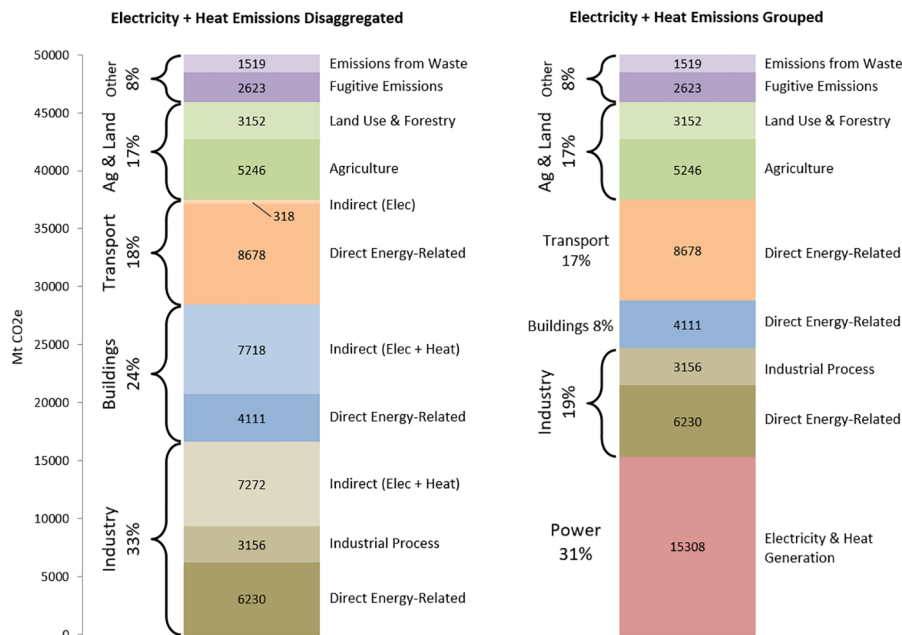 Electricity + Heat Emissions Disaggregated
Mt CO2e
50000
45000
40000
35000
30000
25000
20000
15000
10000
5000
0
Other
8%
Ag & Land
17%
Transport
18%
Buildings
24%
Industry
33%
1519 Emissions from Waste
2623 Fugitive Emissions
3152 Land Use & Forestry
5246 Agriculture
Indirect (Elec)
318
8678 Direct Energy-Related
7718 Indirect (Elec + Heat)
4111 Direct Energy-Related
7272 Indirect (Elec + Heat)
3156 Industrial Process
6230 Direct Energy-Related
Electricity + Heat Emissions Grouped
Other
8%
Ag & Land
17%
Transport
17%
Buildings 8%
Industry
19%
Power
31%
1519 Emissions from Waste
2623 Fugitive Emissions
3152 Land Use & Forestry
5246 Agriculture
8678 Direct Energy-Related
4111 Direct Energy-Related
3156 Industrial Process
6230 Direct Energy-Related
15308 Electricity & Heat
Generation